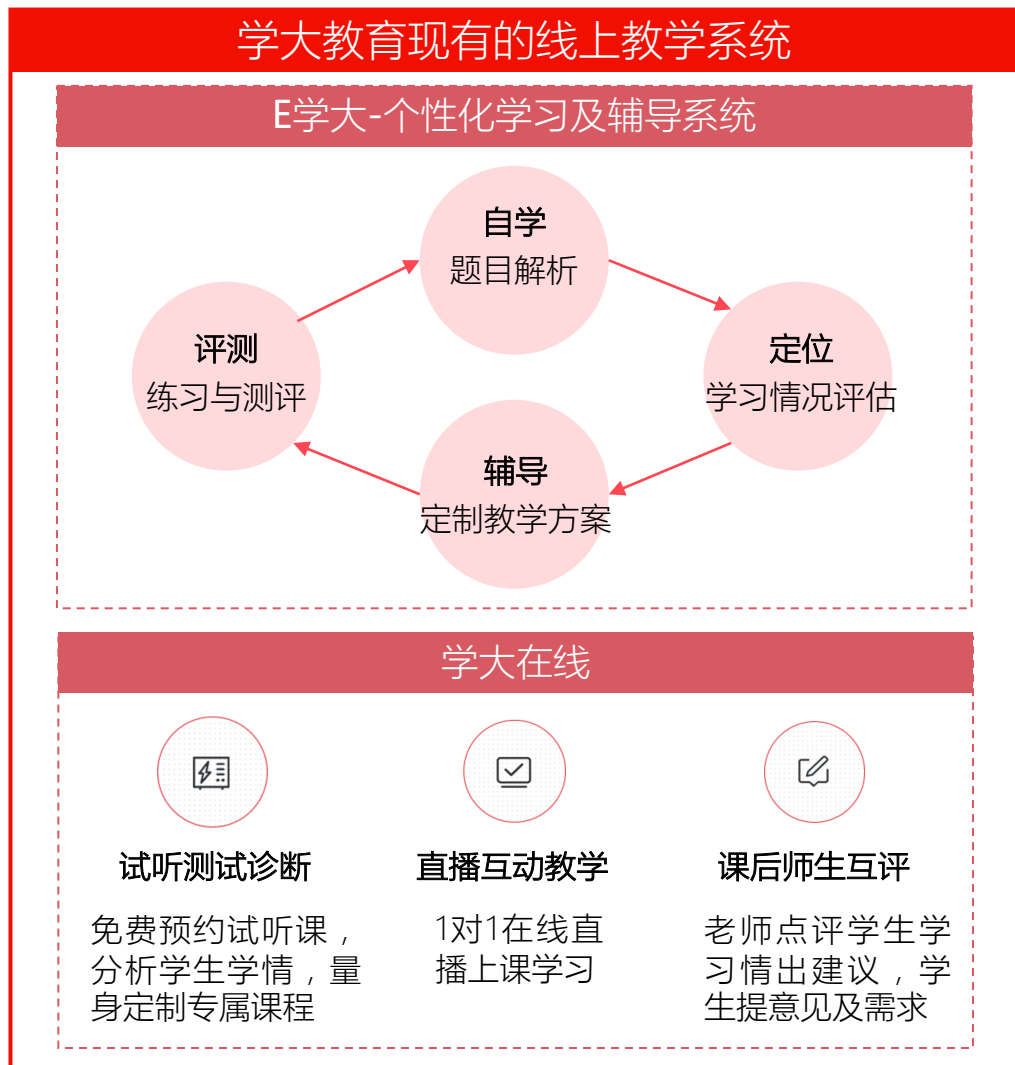 学大教育现有的线上教学系统
E学大-个性化学习及辅导系统
自学
题目解析
评测
练习与测评
定位
学习情况评估
辅导
定制教学方案
学大在线
试听测试诊断
免费预约试听课，
分析学生学情，量
身定制专属课程
直播互动教学
1对1在线直
播上课学习
课后师生互评
老师点评学生学
习情出建议，学
生提意见及需求